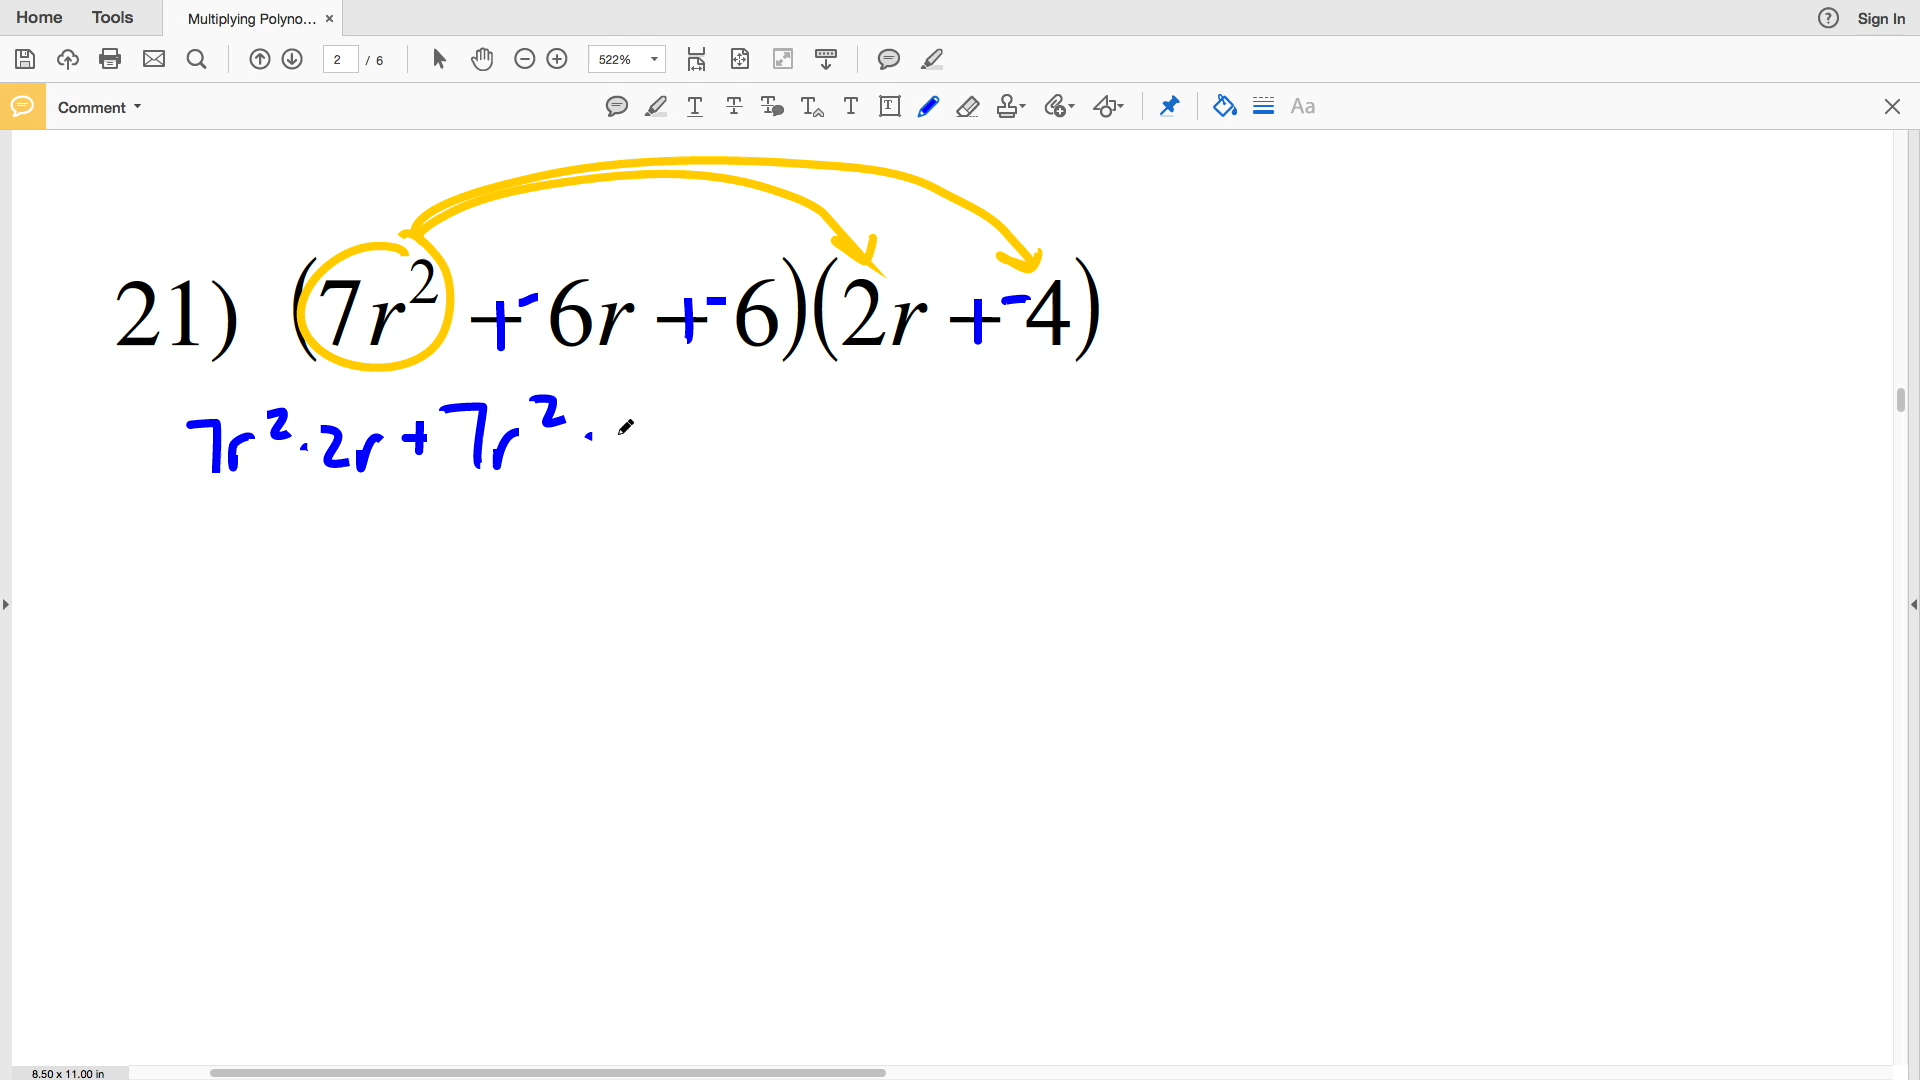 Home Tools Multiplying Polyno... × ? Sign In
2 / 6 522%
Comment T T T T T T Aa
21) (7r² +⁻6r +⁻6)(2r +⁻4)
7r²·2r+7r²·
8.50 x 11.00 in